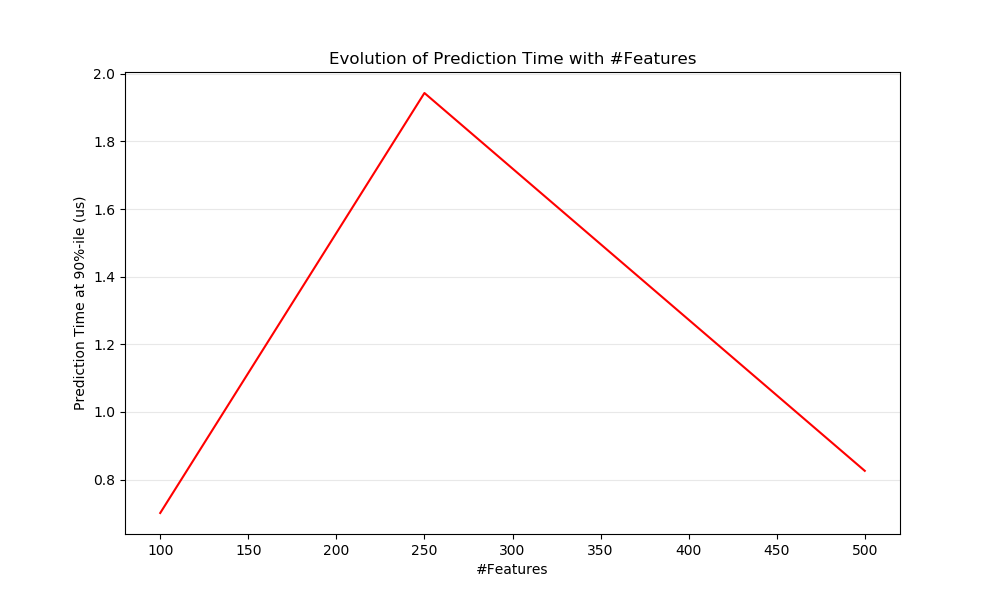 Evolution of Prediction Time with #Features
2.0
1.8
1.6
1.4
1.2
1.0
0.8
Prediction Time at 90%-ile (us)
100 150 200 250 300 350 400 450 500
#Features